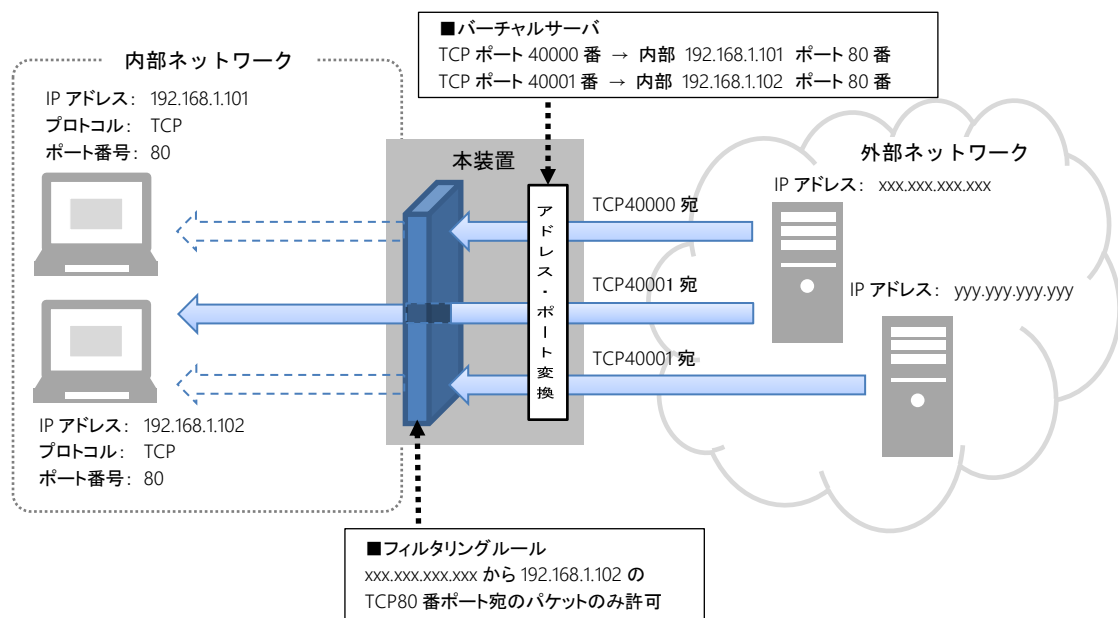 ■バーチャルサーバ
TCP ポート 40000 番 → 内部 192.168.1.101 ポート 80 番
TCP ポート 40001 番 → 内部 192.168.1.102 ポート 80 番
内部ネットワーク
IP アドレス: 192.168.1.101
プロトコル: TCP
ポート番号: 80
本装置
アドレス・ポート変換
外部ネットワーク
IP アドレス: xxx.xxx.xxx.xxx
TCP40000 宛
TCP40001 宛
IP アドレス: yyy.yyy.yyy.yyy
TCP40001 宛
IP アドレス: 192.168.1.102
プロトコル: TCP
ポート番号: 80
■フィルタリングルール
xxx.xxx.xxx.xxx から 192.168.1.102 の
TCP80 番ポート宛のパケットのみ許可